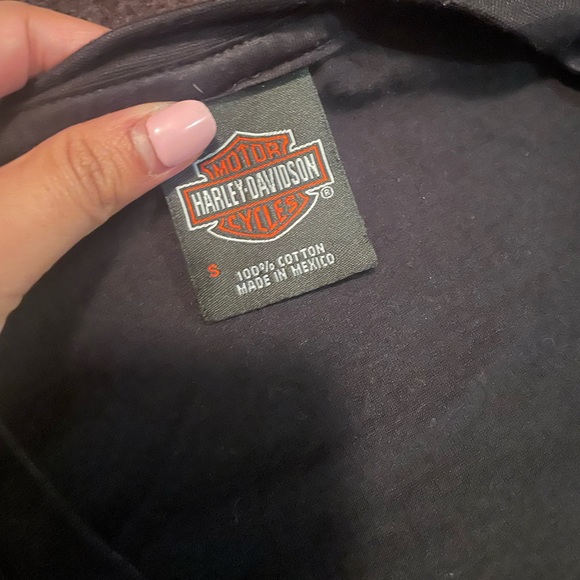 MOTOR
HARLEY-DAVIDSON
CYCLES
®
S
100% COTTON
MADE IN MEXICO